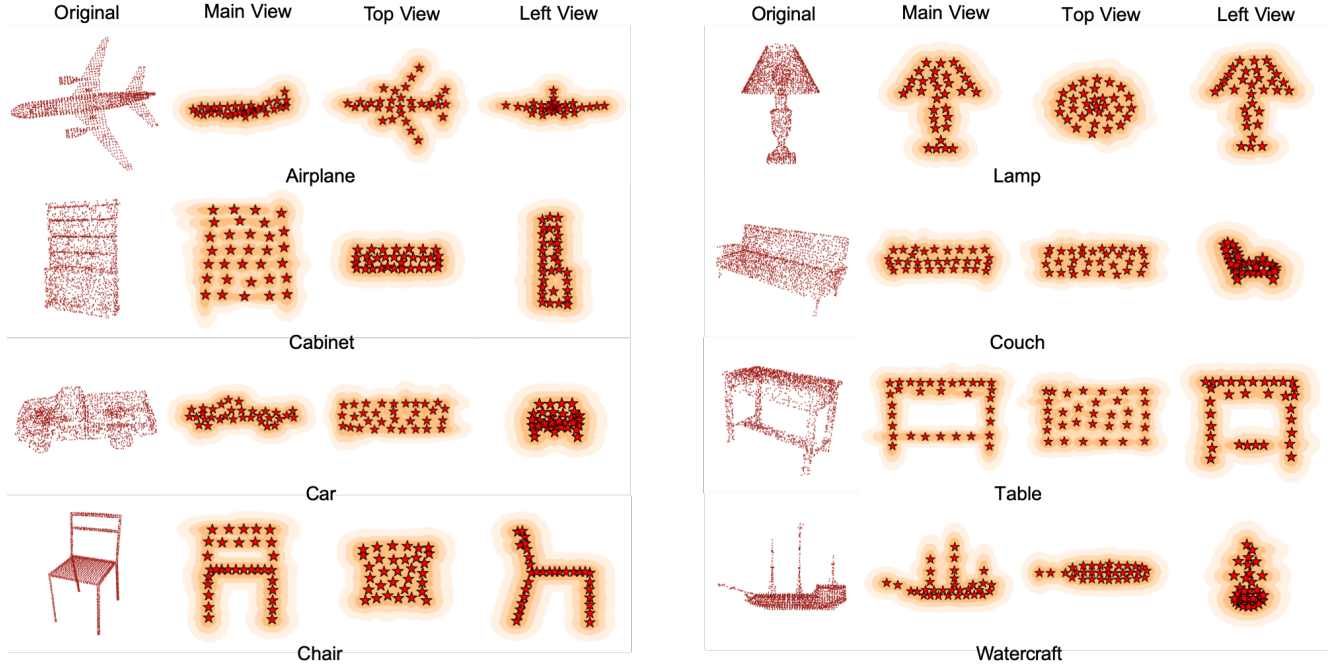 Original Main View Top View Left View
Airplane
Cabinet
Car
Chair
Original Main View Top View Left View
Lamp
Couch
Table
Watercraft